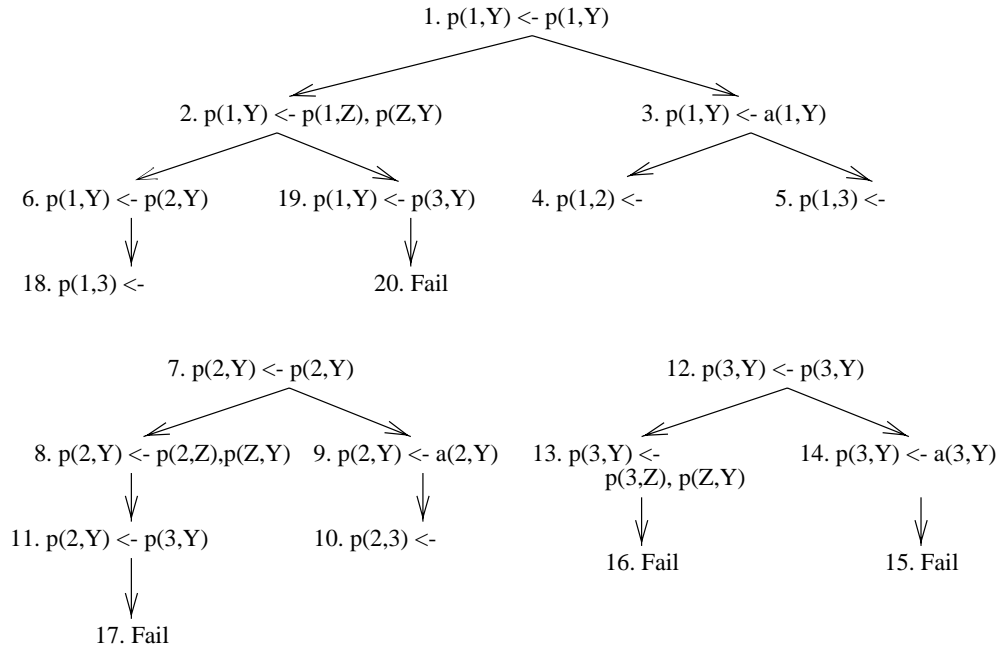 1. p(1,Y) <- p(1,Y)
2. p(1,Y) <- p(1,Z), p(Z,Y)
3. p(1,Y) <- a(1,Y)
6. p(1,Y) <- p(2,Y)
19. p(1,Y) <- p(3,Y)
4. p(1,2) <-
5. p(1,3) <-
18. p(1,3) <-
20. Fail
7. p(2,Y) <- p(2,Y)
12. p(3,Y) <- p(3,Y)
8. p(2,Y) <- p(2,Z),p(Z,Y)
9. p(2,Y) <- a(2,Y)
13. p(3,Y) <-
p(3,Z), p(Z,Y)
14. p(3,Y) <- a(3,Y)
11. p(2,Y) <- p(3,Y)
10. p(2,3) <-
16. Fail
15. Fail
17. Fail